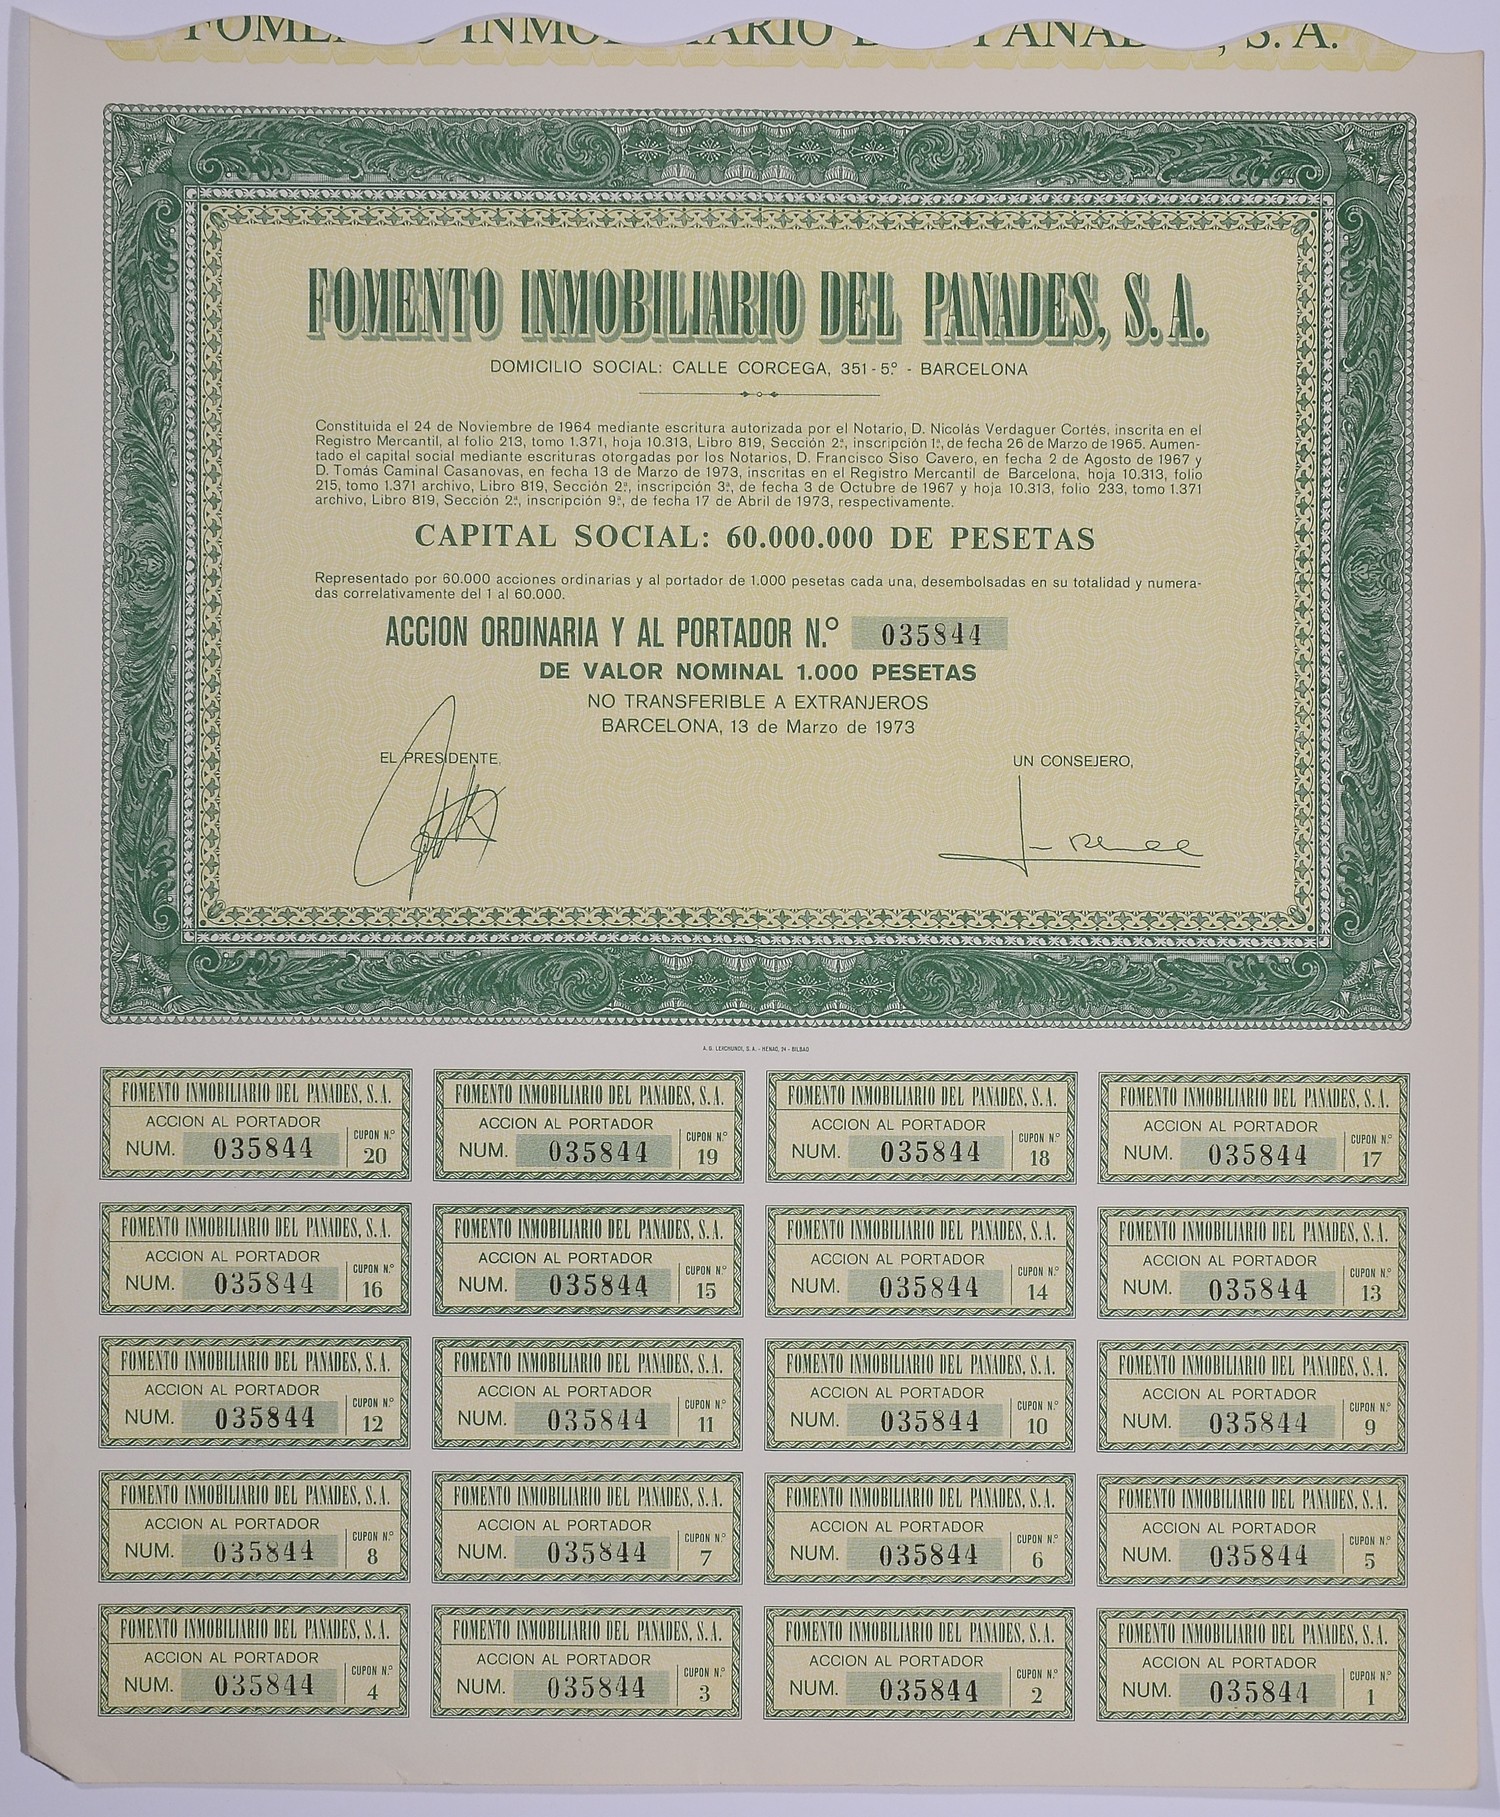 S. A.
FOMENTO INMOBILIARIO DEL PANADES, S. A.
DOMICILIO SOCIAL: CALLE CORCEGA, 351 - 5.º - BARCELONA
Constituida el 24 de Noviembre de 1964 mediante escritura autorizada por el Notario, D. Nicolás Verdaguer Cortés, inscrita en el
Registro Mercantil, al folio 213, tomo 1.371, hoja 10.313, Libro 819, Sección 2.ª, inscripción 1.ª, de fecha 26 de Marzo de 1965. Aumen-
tado el capital social mediante escrituras otorgadas por los Notarios, D. Francisco Siso Cavero, en fecha 2 de Agosto de 1967 y
D. Tomás Caminal Casanovas, en fecha 13 de Marzo de 1973, inscritas en el Registro Mercantil de Barcelona, hoja 10.313, folio
215, tomo 1.371 archivo, Libro 819, Sección 2.ª, inscripción 3.ª, de fecha 3 de Octubre de 1967 y hoja 10.313, folio 233, tomo 1.371
archivo, Libro 819, Sección 2.ª, inscripción 9.ª, de fecha 17 de Abril de 1973, respectivamente.
CAPITAL SOCIAL: 60.000.000 DE PESETAS
Representado por 60.000 acciones ordinarias y al portador de 1.000 pesetas cada una, desembolsadas en su totalidad y numera-
das correlativamente del 1 al 60.000.
ACCION ORDINARIA Y AL PORTADOR N.º 035844
DE VALOR NOMINAL 1.000 PESETAS
NO TRANSFERIBLE A EXTRANJEROS
BARCELONA, 13 de Marzo de 1973
EL PRESIDENTE,
UN CONSEJERO,
A. G. LERCHUNDI, S. A. - HENAO, 24 - BILBAO
FOMENTO INMOBILIARIO DEL PANADES, S. A.
ACCION AL PORTADOR
NUM. 035844
CUPON N.º
20
FOMENTO INMOBILIARIO DEL PANADES, S. A.
ACCION AL PORTADOR
NUM. 035844
CUPON N.º
19
FOMENTO INMOBILIARIO DEL PANADES, S. A.
ACCION AL PORTADOR
NUM. 035844
CUPON N.º
18
FOMENTO INMOBILIARIO DEL PANADES, S. A.
ACCION AL PORTADOR
NUM. 035844
CUPON N.º
17
FOMENTO INMOBILIARIO DEL PANADES, S. A.
ACCION AL PORTADOR
NUM. 035844
CUPON N.º
16
FOMENTO INMOBILIARIO DEL PANADES, S. A.
ACCION AL PORTADOR
NUM. 035844
CUPON N.º
15
FOMENTO INMOBILIARIO DEL PANADES, S. A.
ACCION AL PORTADOR
NUM. 035844
CUPON N.º
14
FOMENTO INMOBILIARIO DEL PANADES, S. A.
ACCION AL PORTADOR
NUM. 035844
CUPON N.º
13
FOMENTO INMOBILIARIO DEL PANADES, S. A.
ACCION AL PORTADOR
NUM. 035844
CUPON N.º
12
FOMENTO INMOBILIARIO DEL PANADES, S. A.
ACCION AL PORTADOR
NUM. 035844
CUPON N.º
11
FOMENTO INMOBILIARIO DEL PANADES, S. A.
ACCION AL PORTADOR
NUM. 035844
CUPON N.º
10
FOMENTO INMOBILIARIO DEL PANADES, S. A.
ACCION AL PORTADOR
NUM. 035844
CUPON N.º
9
FOMENTO INMOBILIARIO DEL PANADES, S. A.
ACCION AL PORTADOR
NUM. 035844
CUPON N.º
8
FOMENTO INMOBILIARIO DEL PANADES, S. A.
ACCION AL PORTADOR
NUM. 035844
CUPON N.º
7
FOMENTO INMOBILIARIO DEL PANADES, S. A.
ACCION AL PORTADOR
NUM. 035844
CUPON N.º
6
FOMENTO INMOBILIARIO DEL PANADES, S. A.
ACCION AL PORTADOR
NUM. 035844
CUPON N.º
5
FOMENTO INMOBILIARIO DEL PANADES, S. A.
ACCION AL PORTADOR
NUM. 035844
CUPON N.º
4
FOMENTO INMOBILIARIO DEL PANADES, S. A.
ACCION AL PORTADOR
NUM. 035844
CUPON N.º
3
FOMENTO INMOBILIARIO DEL PANADES, S. A.
ACCION AL PORTADOR
NUM. 035844
CUPON N.º
2
FOMENTO INMOBILIARIO DEL PANADES, S. A.
ACCION AL PORTADOR
NUM. 035844
CUPON N.º
1